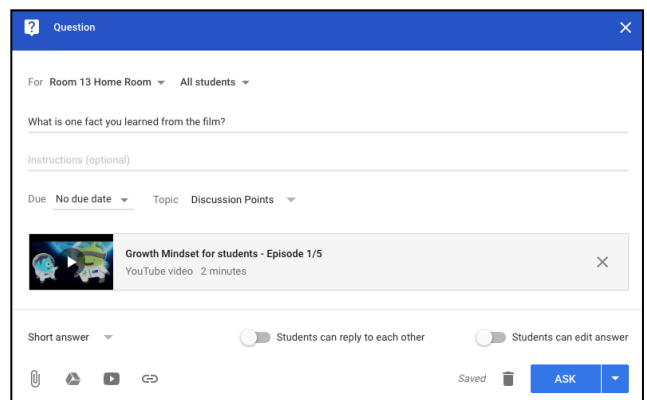 Question
For Room 13 Home Room All students
What is one fact you learned from the film?
Instructions (optional)
Due No due date Topic Discussion Points
Growth Mindset for students - Episode 1/5
YouTube video 2 minutes
Short answer Students can reply to each other Students can edit answer
Saved ASK